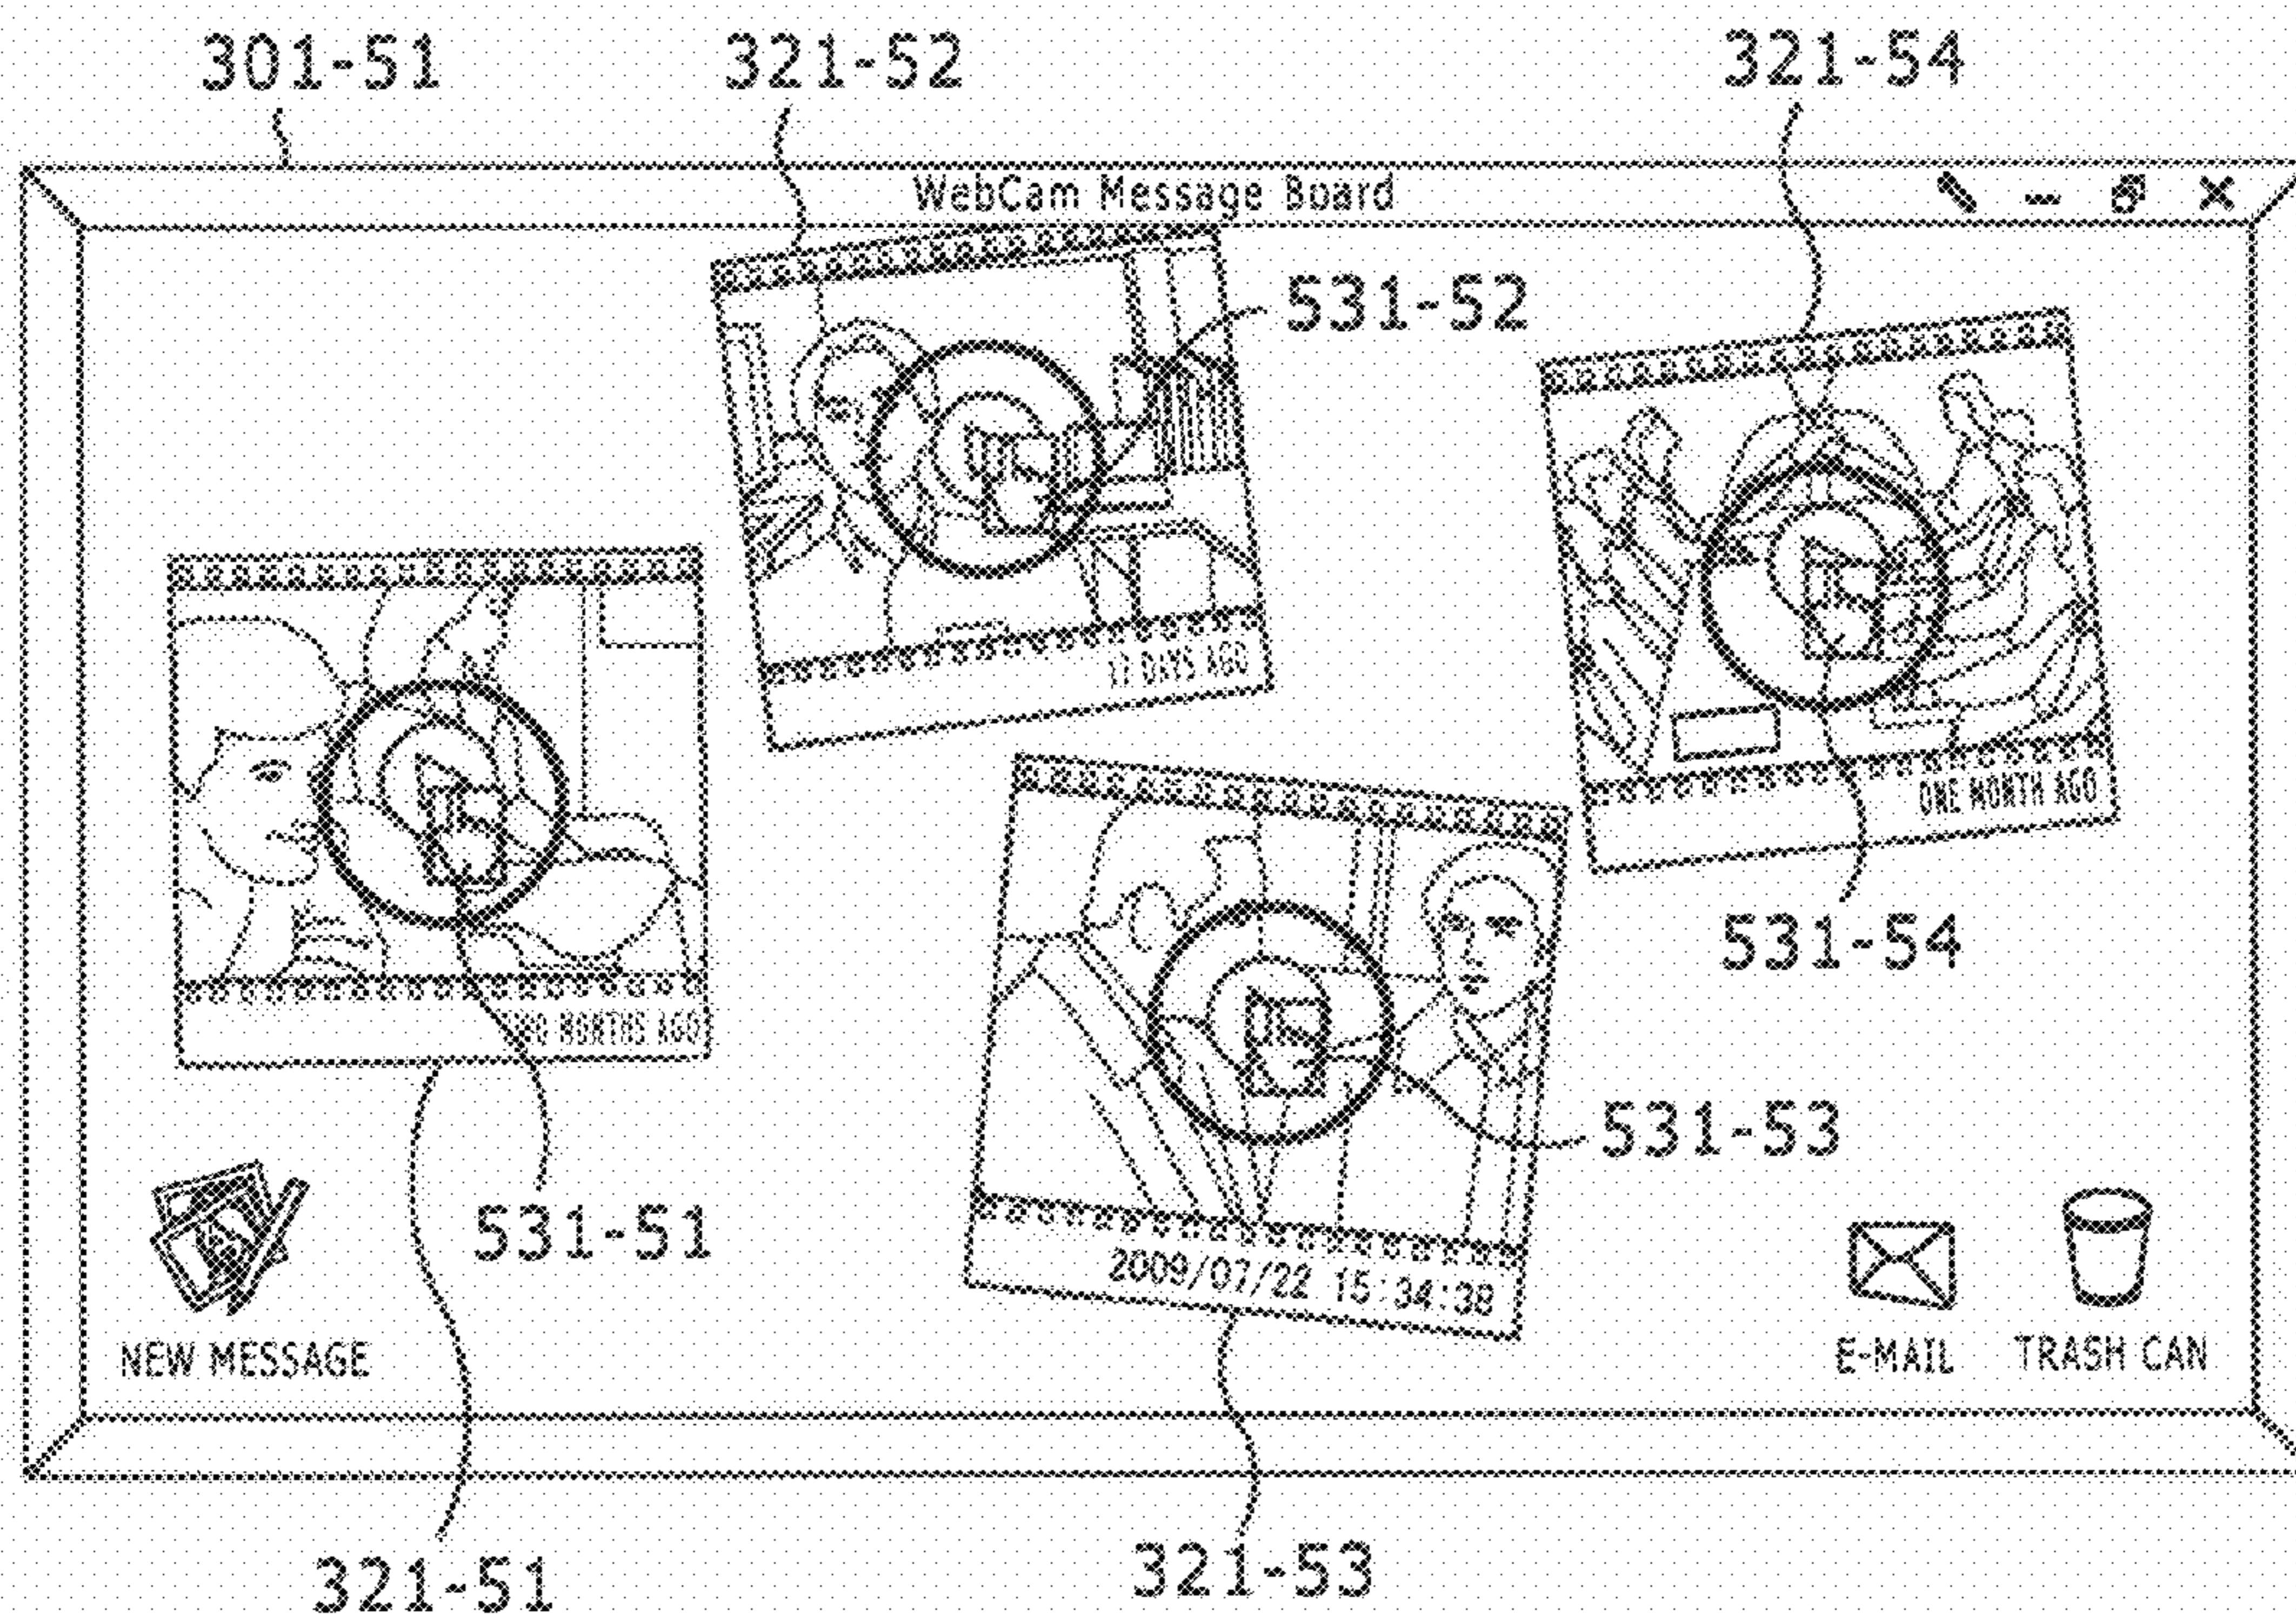 301-51
321-52
321-54
WebCam Message Board
531-52
DAYS AGO
ONE MONTH AGO
531-54
MONTHS AGO
531-53
531-51
2009/07/22 15:34:38
NEW MESSAGE
E-MAIL
TRASH CAN
321-51
321-53